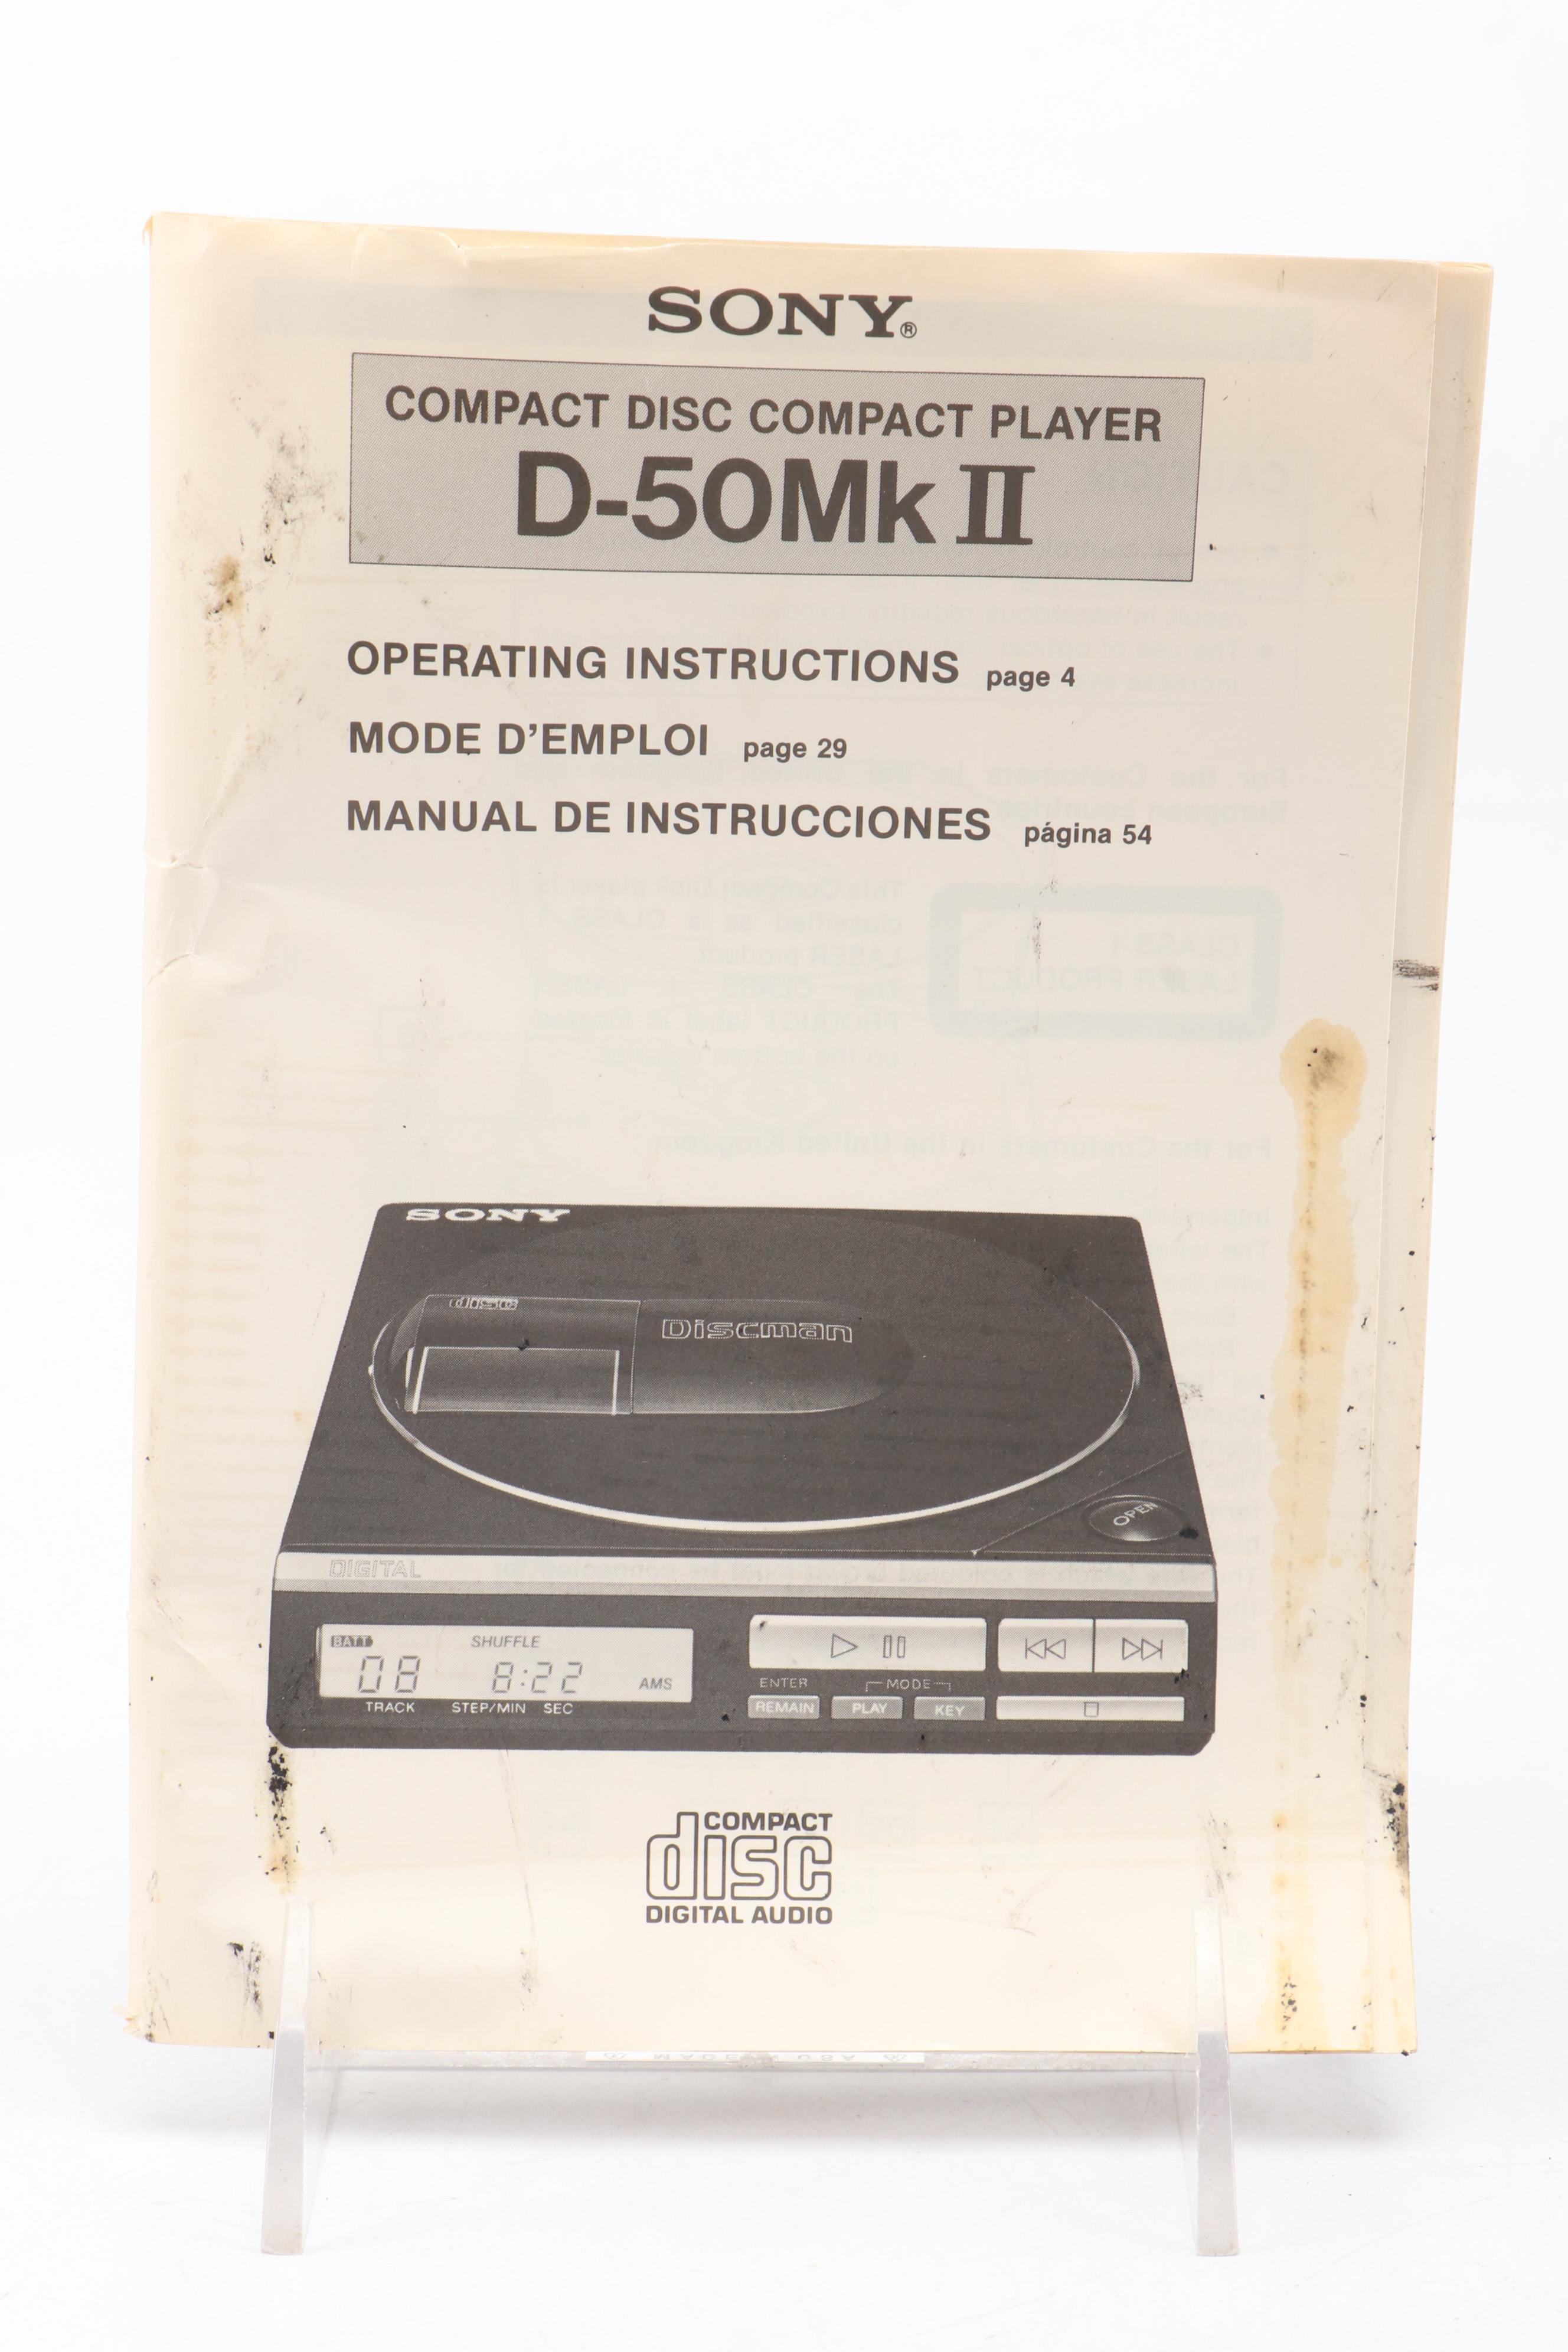 SONY®
COMPACT DISC COMPACT PLAYER
D-50Mk II
OPERATING INSTRUCTIONS page 4
MODE D'EMPLOI page 29
MANUAL DE INSTRUCCIONES página 54
SONY
disc
Discman
OPEN
DIGITAL
BATT SHUFFLE
08 8:22 AMS
TRACK STEP/MIN SEC
ENTER MODE
REMAIN PLAY KEY
COMPACT
disc
DIGITAL AUDIO